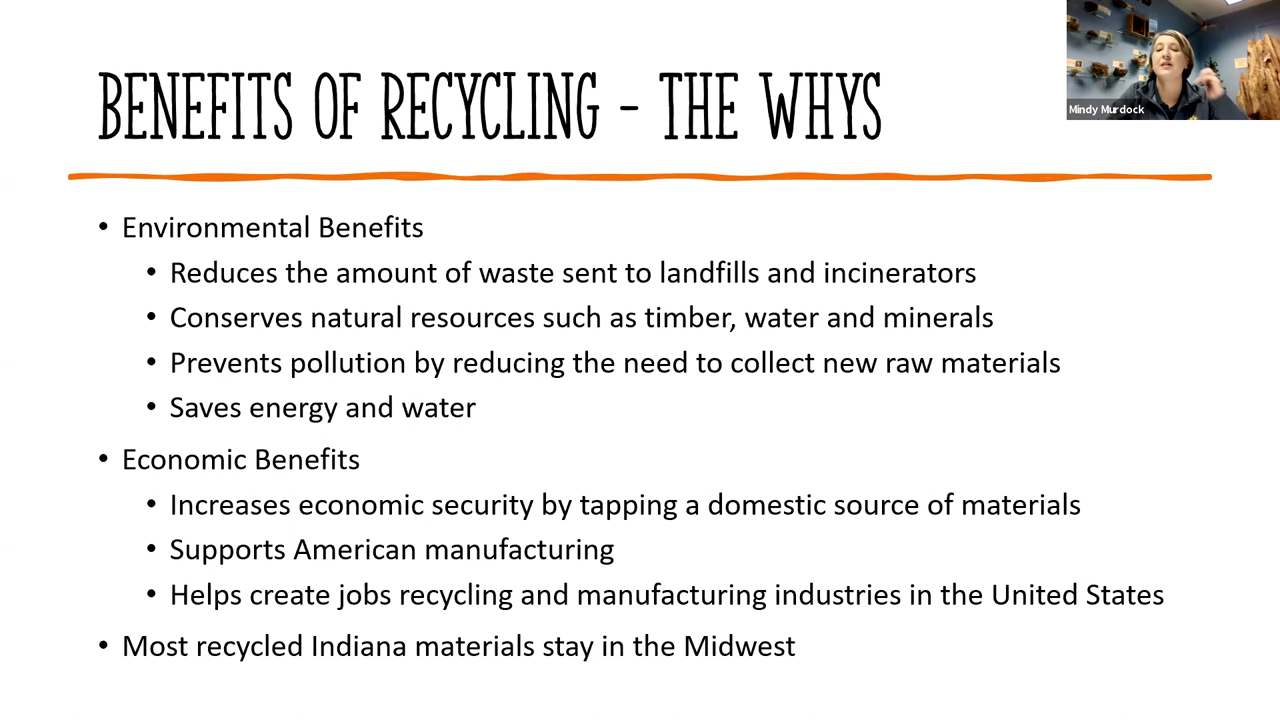 BENEFITS OF RECYCLING - THE WHYS
Mindy Murdock
• Environmental Benefits
• Reduces the amount of waste sent to landfills and incinerators
• Conserves natural resources such as timber, water and minerals
• Prevents pollution by reducing the need to collect new raw materials
• Saves energy and water
• Economic Benefits
• Increases economic security by tapping a domestic source of materials
• Supports American manufacturing
• Helps create jobs recycling and manufacturing industries in the United States
• Most recycled Indiana materials stay in the Midwest